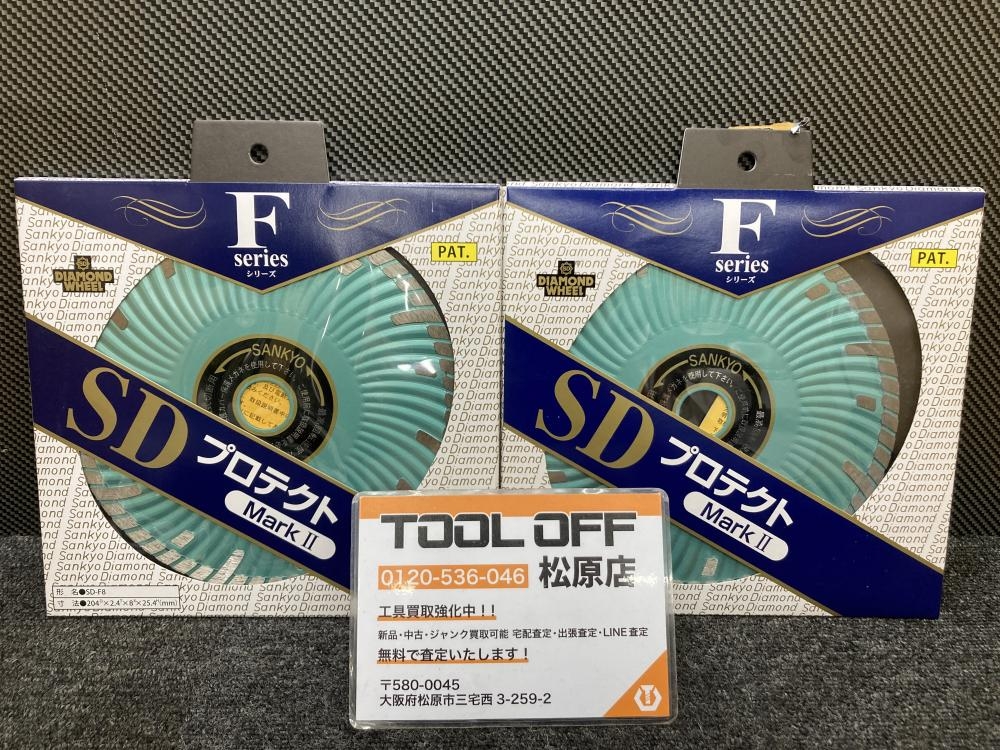 F
series
シリーズ
PAT.
DIAMOND
WHEEL
SANKYO
SD
プロテクト
Mark II
形 名●SD-F8
寸 法●204D×2.4T×8X×25.4H(mm)
F
series
シリーズ
PAT.
DIAMOND
WHEEL
SANKYO
SD
プロテクト
Mark II
Sankyo Diamond
TOOL OFF
0120-536-046 松原店
工具買取強化中！！
新品・中古・ジャンク買取可能 宅配査定・出張査定・LINE査定
無料で査定いたします！
〒580-0045
大阪府松原市三宅西 3-259-2